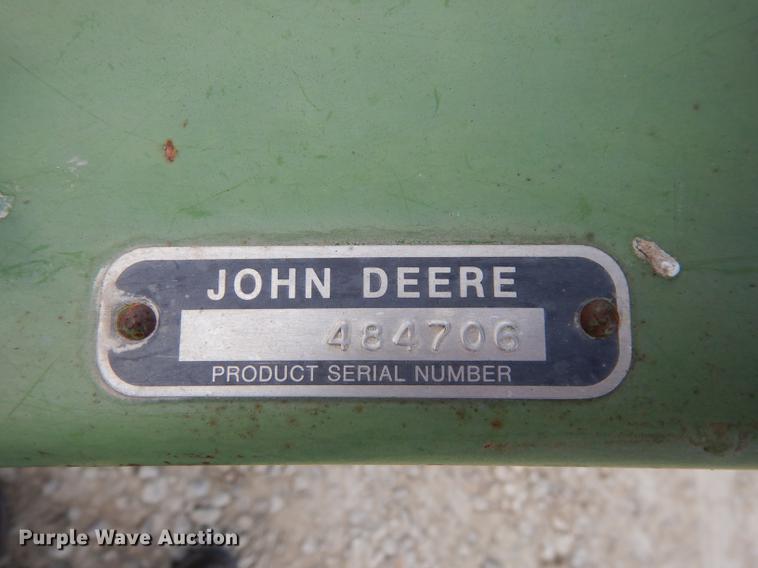 JOHN DEERE
484706
PRODUCT SERIAL NUMBER
Purple Wave Auction